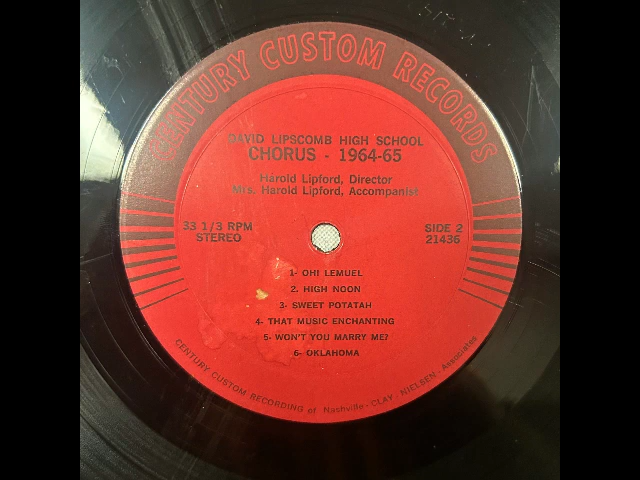 CENTURY CUSTOM RECORDS
DAVID LIPSCOMB HIGH SCHOOL
CHORUS - 1964-65
Harold Lipford, Director
Mrs. Harold Lipford, Accompanist
33 1/3 RPM
STEREO
SIDE 2
21436
1- OH! LEMUEL
2- HIGH NOON
3- SWEET POTATAH
4- THAT MUSIC ENCHANTING
5- WON'T YOU MARRY ME?
6- OKLAHOMA
CENTURY CUSTOM RECORDING of Nashville - CLAY - NIELSEN - Associates